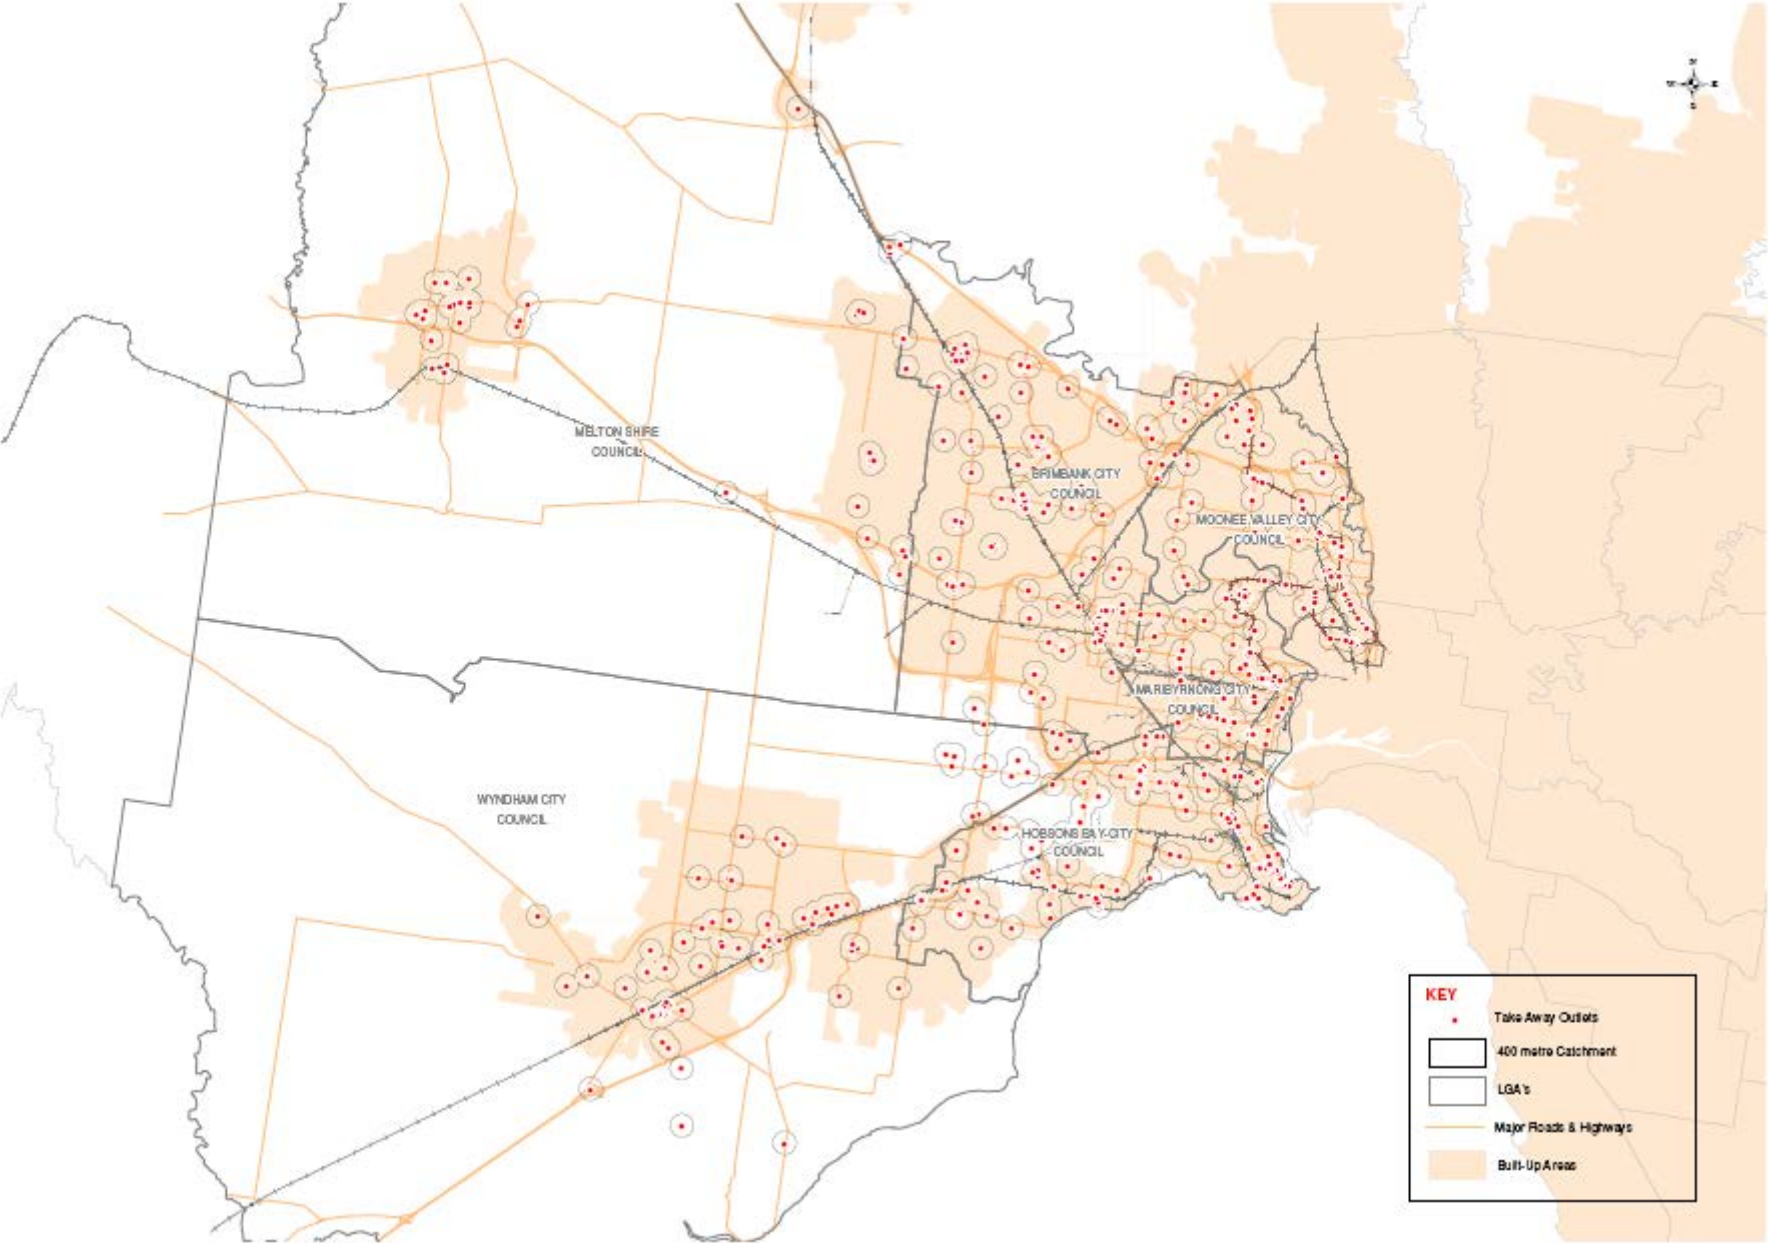 N
W E
S
MELTON SHIRE
COUNCIL
BRIMBANK CITY
COUNCIL
MOONEE VALLEY CITY
COUNCIL
MARIBYRNONG CITY
COUNCIL
WYNDHAM CITY
COUNCIL
HOBSONS BAY CITY
COUNCIL
KEY
Take Away Outlets
400 metre Catchment
LGA's
Major Roads & Highways
Built-Up Areas